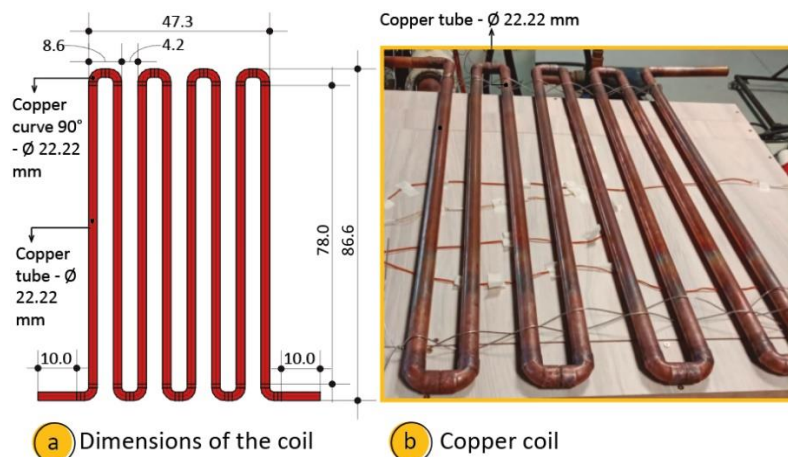 47.3
8.6
4.2
Copper
curve 90°
- Ø 22.22
mm
Copper
tube - Ø
22.22
mm
78.0
86.6
10.0
10.0
a Dimensions of the coil
Copper tube - Ø 22.22 mm
b Copper coil